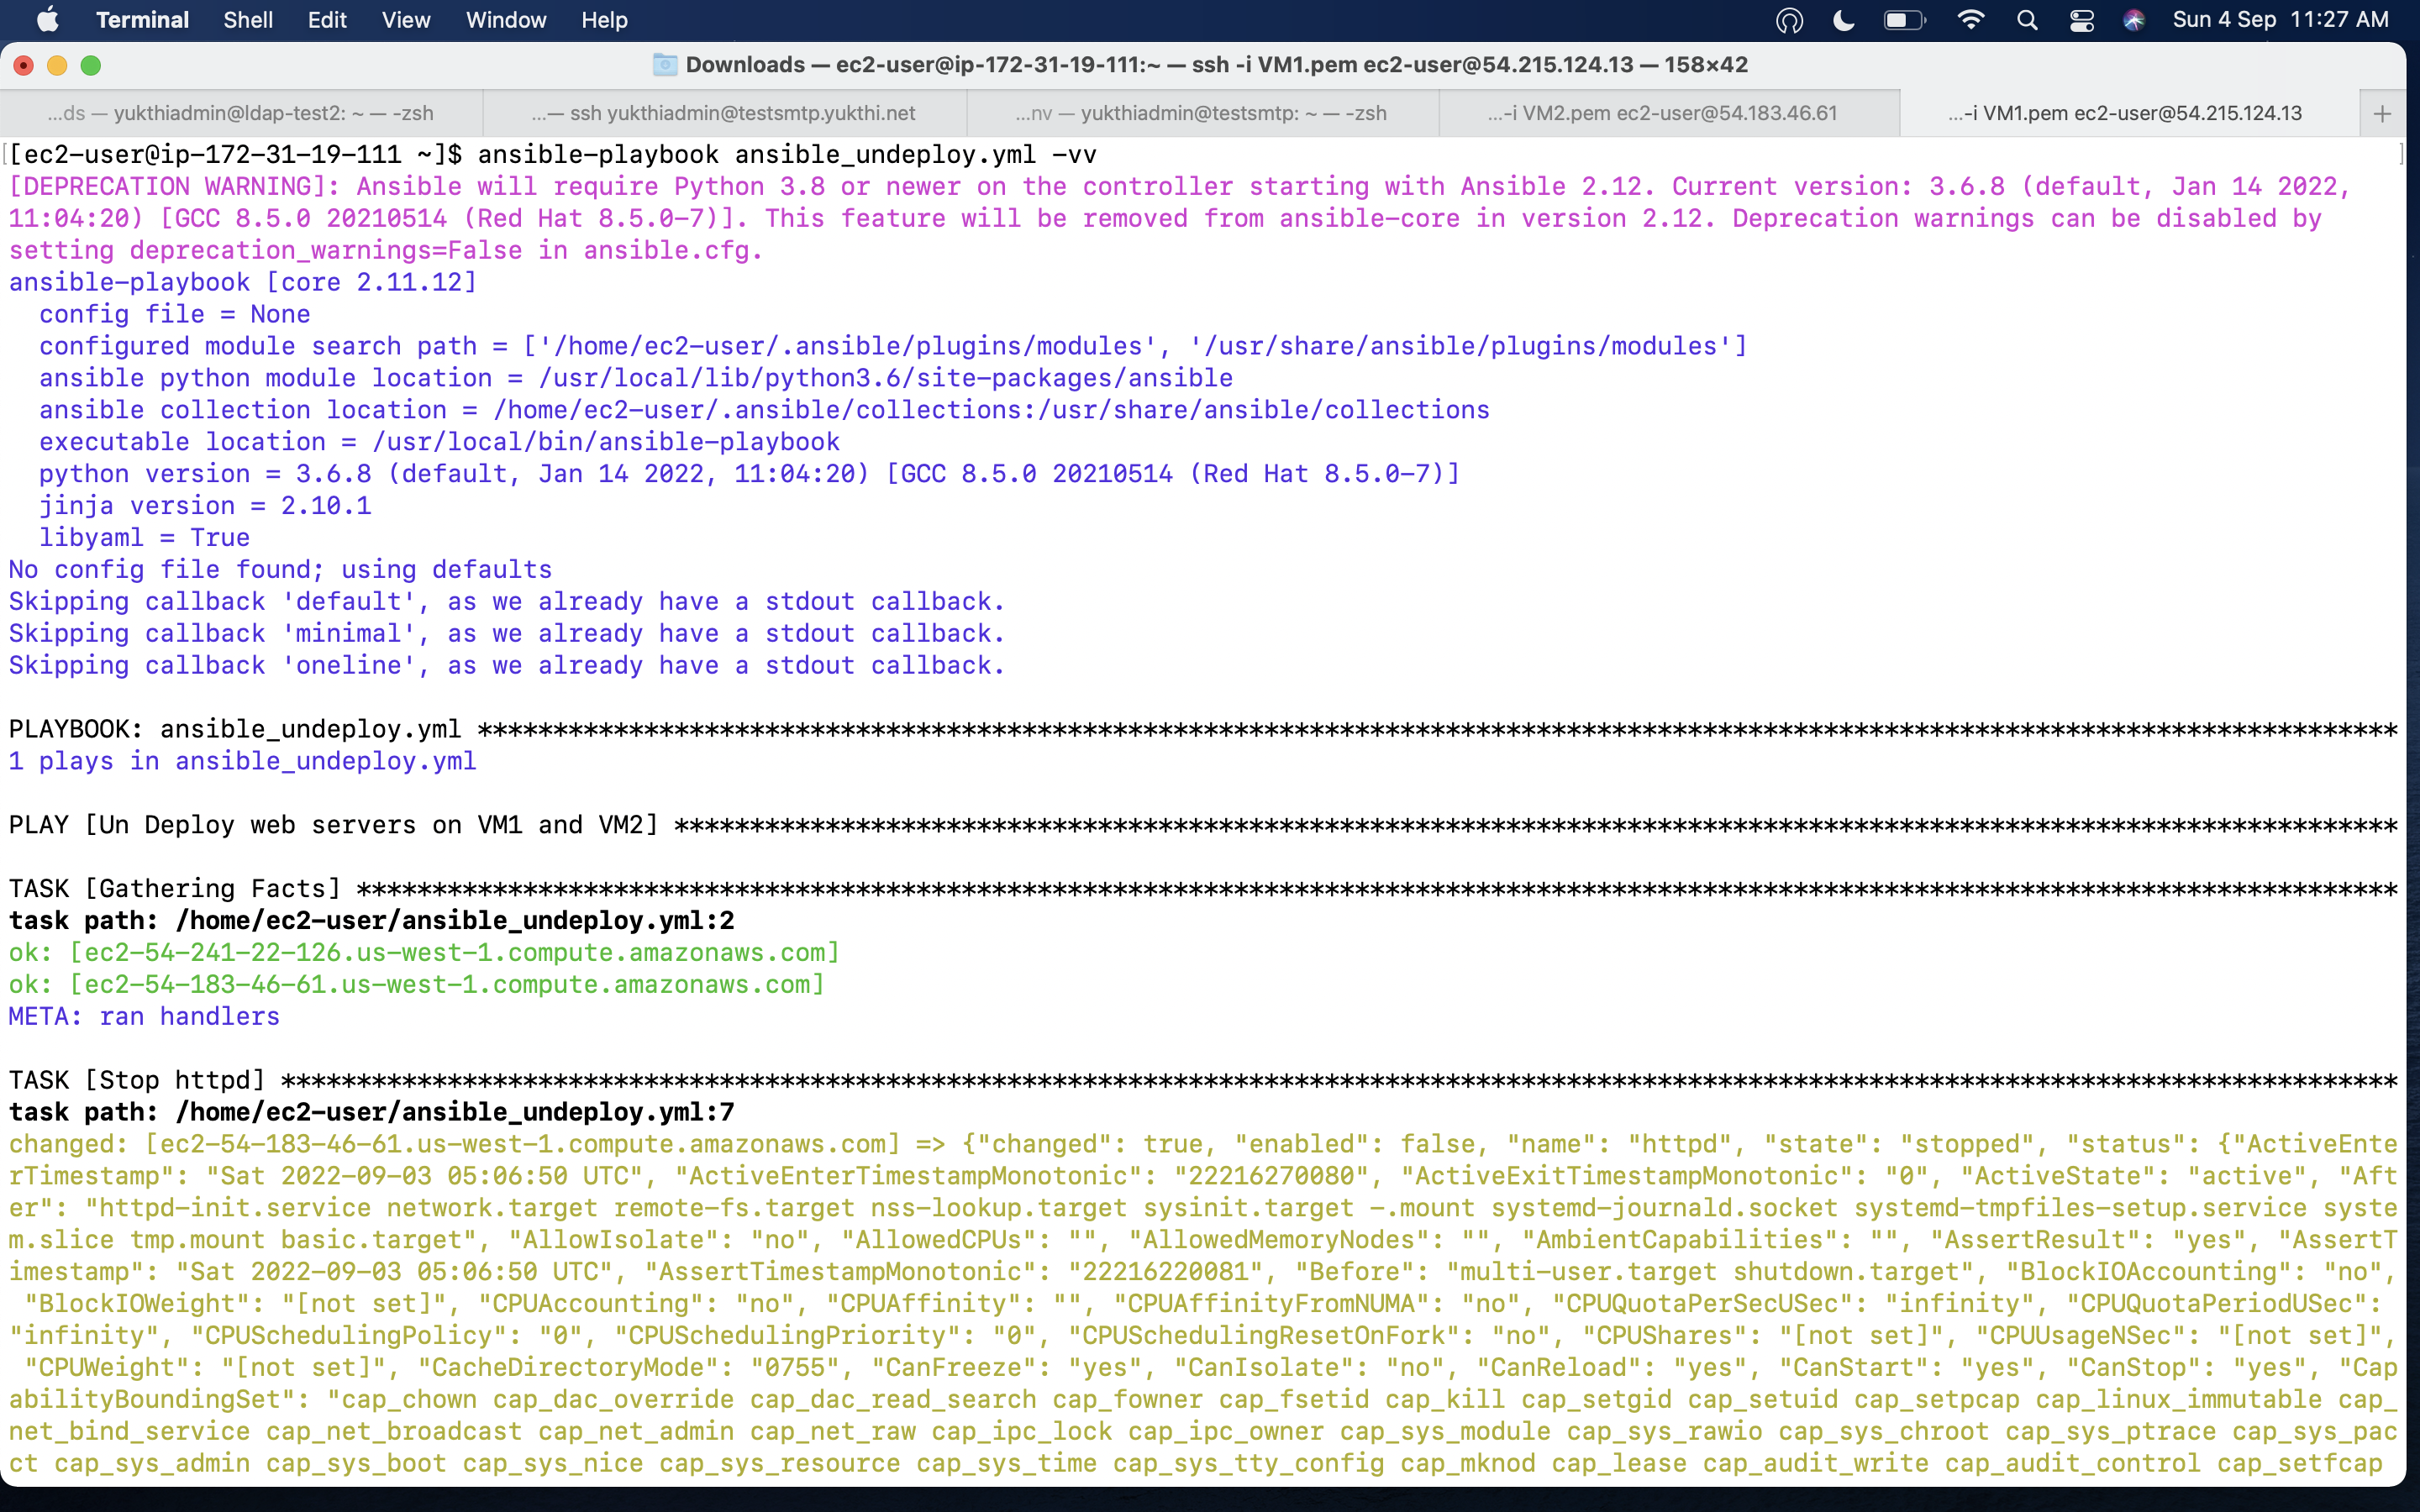 Terminal Shell Edit View Window Help Sun 4 Sep 11:27 AM
Downloads — ec2-user@ip-172-31-19-111:~ — ssh -i VM1.pem ec2-user@54.215.124.13 — 158×42
...ds — yukthiadmin@ldap-test2: ~ — -zsh ...— ssh yukthiadmin@testsmtp.yukthi.net ...nv — yukthiadmin@testsmtp: ~ — -zsh ...-i VM2.pem ec2-user@54.183.46.61 ...-i VM1.pem ec2-user@54.215.124.13 +
[[ec2-user@ip-172-31-19-111 ~]$ ansible-playbook ansible_undeploy.yml -vv ]
[DEPRECATION WARNING]: Ansible will require Python 3.8 or newer on the controller starting with Ansible 2.12. Current version: 3.6.8 (default, Jan 14 2022,
11:04:20) [GCC 8.5.0 20210514 (Red Hat 8.5.0-7)]. This feature will be removed from ansible-core in version 2.12. Deprecation warnings can be disabled by
setting deprecation_warnings=False in ansible.cfg.
ansible-playbook [core 2.11.12]
  config file = None
  configured module search path = ['/home/ec2-user/.ansible/plugins/modules', '/usr/share/ansible/plugins/modules']
  ansible python module location = /usr/local/lib/python3.6/site-packages/ansible
  ansible collection location = /home/ec2-user/.ansible/collections:/usr/share/ansible/collections
  executable location = /usr/local/bin/ansible-playbook
  python version = 3.6.8 (default, Jan 14 2022, 11:04:20) [GCC 8.5.0 20210514 (Red Hat 8.5.0-7)]
  jinja version = 2.10.1
  libyaml = True
No config file found; using defaults
Skipping callback 'default', as we already have a stdout callback.
Skipping callback 'minimal', as we already have a stdout callback.
Skipping callback 'oneline', as we already have a stdout callback.
PLAYBOOK: ansible_undeploy.yml *******************************************************************************************************************************
1 plays in ansible_undeploy.yml
PLAY [Un Deploy web servers on VM1 and VM2] ******************************************************************************************************************
TASK [Gathering Facts] ***************************************************************************************************************************************
task path: /home/ec2-user/ansible_undeploy.yml:2
ok: [ec2-54-241-22-126.us-west-1.compute.amazonaws.com]
ok: [ec2-54-183-46-61.us-west-1.compute.amazonaws.com]
META: ran handlers
TASK [Stop httpd] ********************************************************************************************************************************************
task path: /home/ec2-user/ansible_undeploy.yml:7
changed: [ec2-54-183-46-61.us-west-1.compute.amazonaws.com] => {"changed": true, "enabled": false, "name": "httpd", "state": "stopped", "status": {"ActiveEnte
rTimestamp": "Sat 2022-09-03 05:06:50 UTC", "ActiveEnterTimestampMonotonic": "22216270080", "ActiveExitTimestampMonotonic": "0", "ActiveState": "active", "Aft
er": "httpd-init.service network.target remote-fs.target nss-lookup.target sysinit.target -.mount systemd-journald.socket systemd-tmpfiles-setup.service syste
m.slice tmp.mount basic.target", "AllowIsolate": "no", "AllowedCPUs": "", "AllowedMemoryNodes": "", "AmbientCapabilities": "", "AssertResult": "yes", "AssertT
imestamp": "Sat 2022-09-03 05:06:50 UTC", "AssertTimestampMonotonic": "22216220081", "Before": "multi-user.target shutdown.target", "BlockIOAccounting": "no",
 "BlockIOWeight": "[not set]", "CPUAccounting": "no", "CPUAffinity": "", "CPUAffinityFromNUMA": "no", "CPUQuotaPerSecUSec": "infinity", "CPUQuotaPeriodUSec":
"infinity", "CPUSchedulingPolicy": "0", "CPUSchedulingPriority": "0", "CPUSchedulingResetOnFork": "no", "CPUShares": "[not set]", "CPUUsageNSec": "[not set]",
 "CPUWeight": "[not set]", "CacheDirectoryMode": "0755", "CanFreeze": "yes", "CanIsolate": "no", "CanReload": "yes", "CanStart": "yes", "CanStop": "yes", "Cap
abilityBoundingSet": "cap_chown cap_dac_override cap_dac_read_search cap_fowner cap_fsetid cap_kill cap_setgid cap_setuid cap_setpcap cap_linux_immutable cap_
net_bind_service cap_net_broadcast cap_net_admin cap_net_raw cap_ipc_lock cap_ipc_owner cap_sys_module cap_sys_rawio cap_sys_chroot cap_sys_ptrace cap_sys_pac
ct cap_sys_admin cap_sys_boot cap_sys_nice cap_sys_resource cap_sys_time cap_sys_tty_config cap_mknod cap_lease cap_audit_write cap_audit_control cap_setfcap